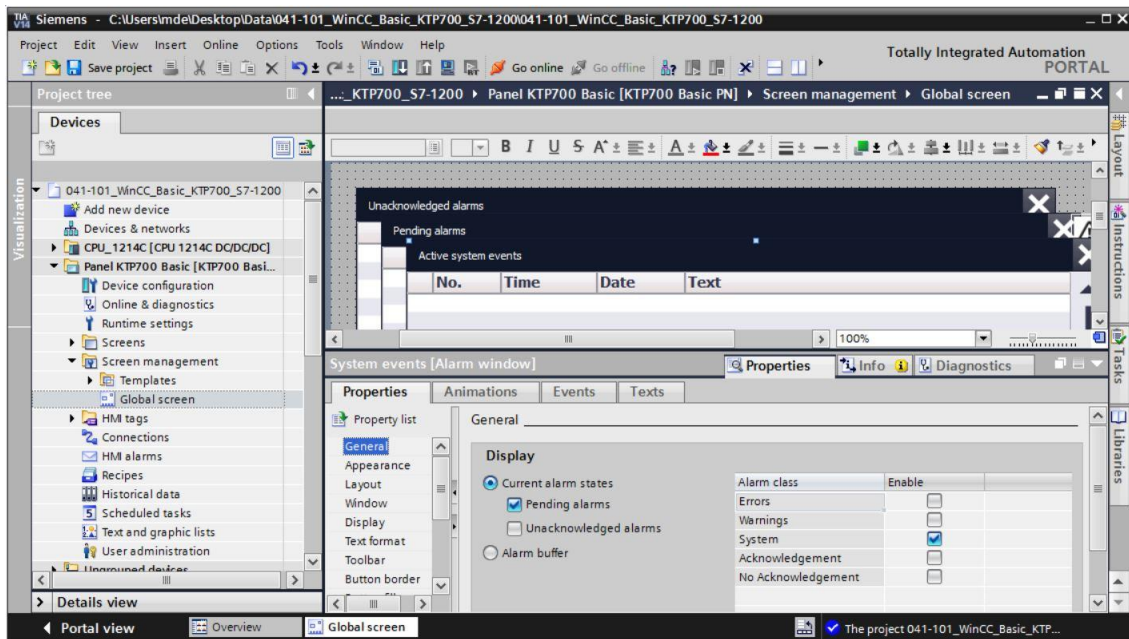 TIA V14 Siemens - C:\Users\mde\Desktop\Data\041-101_WinCC_Basic_KTP700_S7-1200\041-101_WinCC_Basic_KTP700_S7-1200
Project Edit View Insert Online Options Tools Window Help
Totally Integrated Automation
PORTAL
Save project Go online Go offline
Project tree
...:_KTP700_S7-1200 Panel KTP700 Basic [KTP700 Basic PN] Screen management Global screen
Devices
B I U S A A
Visualization
041-101_WinCC_Basic_KTP700_S7-1200
Add new device
Devices & networks
CPU_1214C [CPU 1214C DC/DC/DC]
Panel KTP700 Basic [KTP700 Basi...
Device configuration
Online & diagnostics
Runtime settings
Screens
Screen management
Templates
Global screen
HMI tags
Connections
HMI alarms
Recipes
Historical data
Scheduled tasks
Text and graphic lists
User administration
Ungrouped devices
Details view
Unacknowledged alarms
Pending alarms
Active system events
No. Time Date Text
100%
System events [Alarm window]
Properties Info Diagnostics
Properties Animations Events Texts
Property list
General
Appearance
Layout
Window
Display
Text format
Toolbar
Button border
General
Display
Current alarm states
Pending alarms
Unacknowledged alarms
Alarm buffer
Alarm class Enable
Errors
Warnings
System
Acknowledgement
No Acknowledgement
Layout
Instructions
Tasks
Libraries
Portal view Overview Global screen
The project 041-101_WinCC_Basic_KTP...